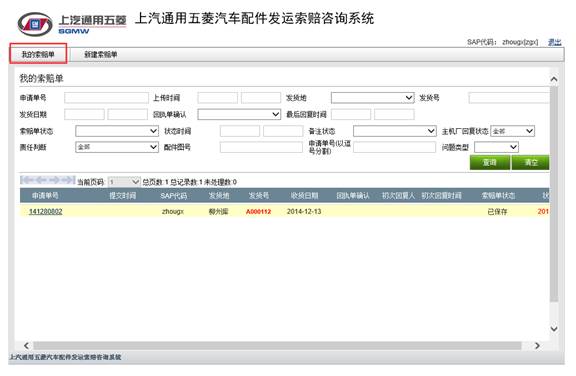 GM 上汽通用五菱 上汽通用五菱汽车配件发运索赔咨询系统
SGMW
SAP代码: zhougx[zgx] 退出
我的索赔单 新建索赔单
我的索赔单
申请单号 上传时间 发货地 发货号
发货日期 回执单确认 最后回复时间
索赔单状态 状态时间 备注状态 主机厂回复状态 全部
责任判断 全部 配件图号 申请单号(以逗号分割) 问题类型
查询 清空
当前页码: 1 总页数:1 总记录数:1 未处理数:0
申请单号 提交时间 SAP代码 发货地 发货号 收货日期 回执单确认 初次回复人 初次回复时间 索赔单状态 状
141280802 zhougx 柳州库 A000112 2014-12-13 已保存 201
上汽通用五菱汽车配件发运索赔咨询系统